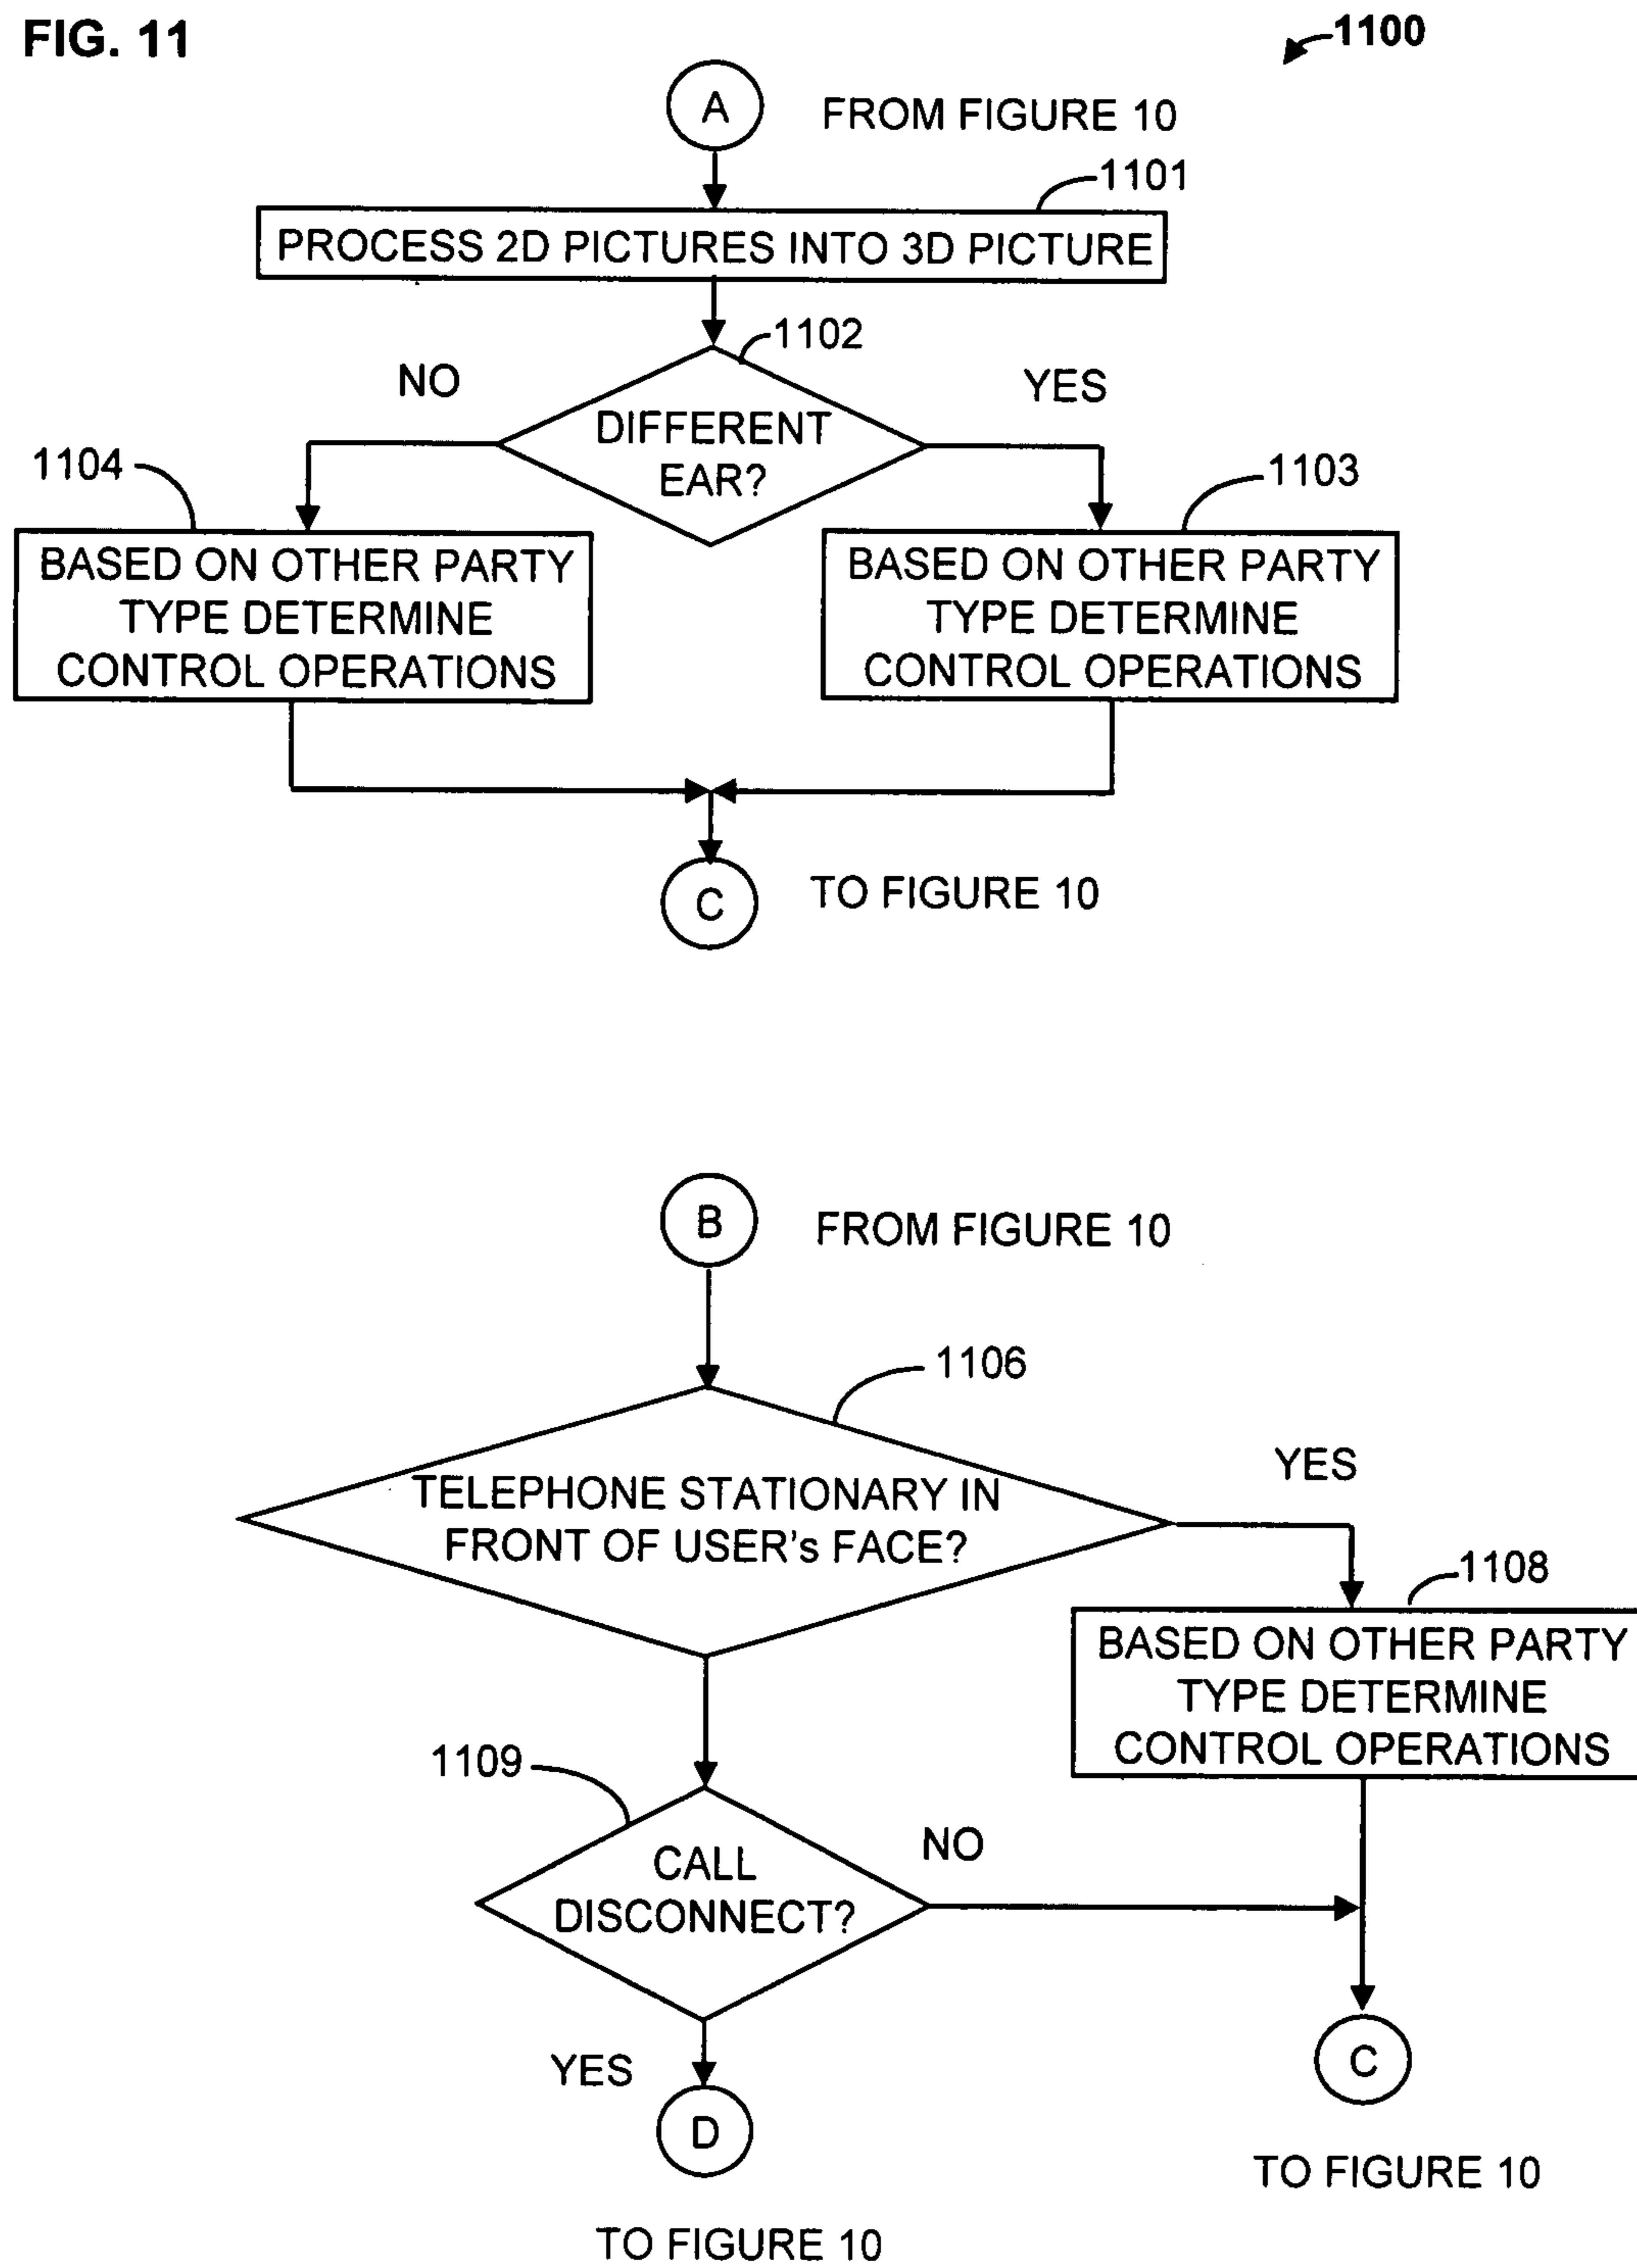 FIG. 11
1100
A
FROM FIGURE 10
1101
PROCESS 2D PICTURES INTO 3D PICTURE
1102
NO
YES
DIFFERENT
EAR?
1104
1103
BASED ON OTHER PARTY
TYPE DETERMINE
CONTROL OPERATIONS
BASED ON OTHER PARTY
TYPE DETERMINE
CONTROL OPERATIONS
C
TO FIGURE 10
B
FROM FIGURE 10
1106
TELEPHONE STATIONARY IN
FRONT OF USER's FACE?
YES
1108
BASED ON OTHER PARTY
TYPE DETERMINE
CONTROL OPERATIONS
1109
CALL
DISCONNECT?
NO
YES
D
TO FIGURE 10
C
TO FIGURE 10